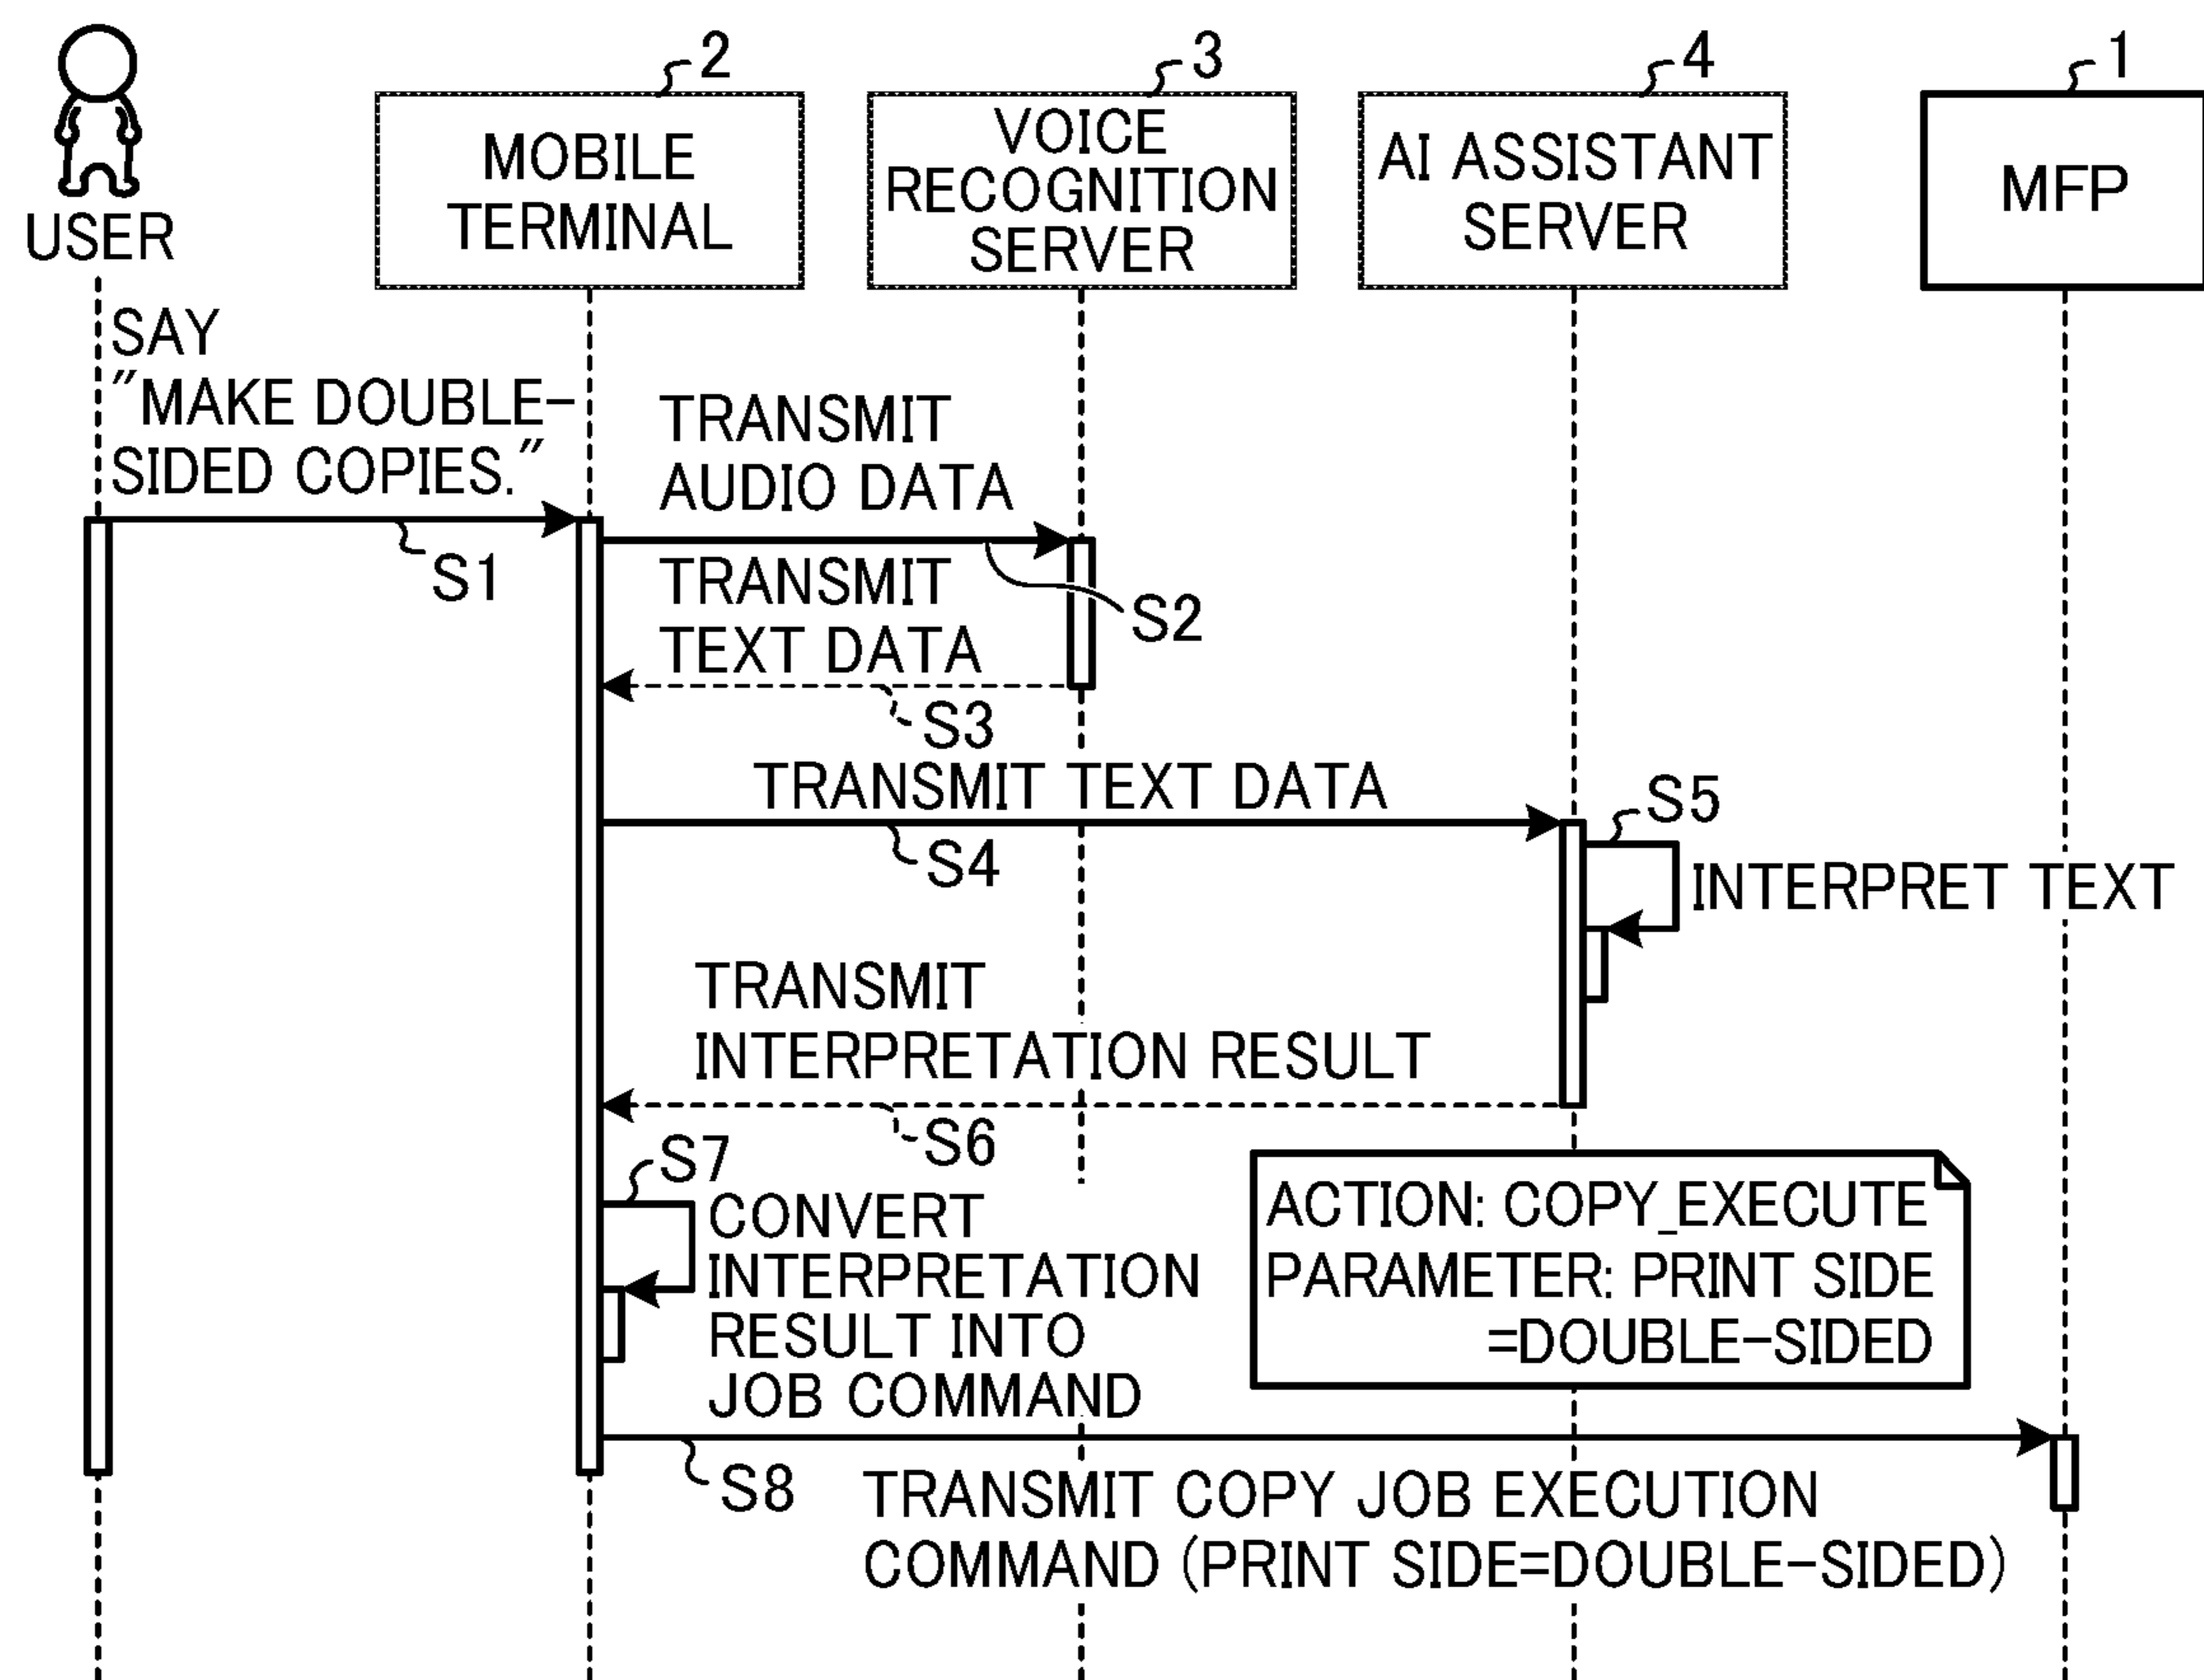 2
3
4
1
USER
MOBILE
TERMINAL
VOICE
RECOGNITION
SERVER
AI ASSISTANT
SERVER
MFP
SAY
"MAKE DOUBLE-
SIDED COPIES."
S1
TRANSMIT
AUDIO DATA
S2
TRANSMIT
TEXT DATA
S3
TRANSMIT TEXT DATA
S4
S5
INTERPRET TEXT
TRANSMIT
INTERPRETATION RESULT
S6
S7
CONVERT
INTERPRETATION
RESULT INTO
JOB COMMAND
ACTION: COPY_EXECUTE
PARAMETER: PRINT SIDE
=DOUBLE-SIDED
S8
TRANSMIT COPY JOB EXECUTION
COMMAND (PRINT SIDE=DOUBLE-SIDED)